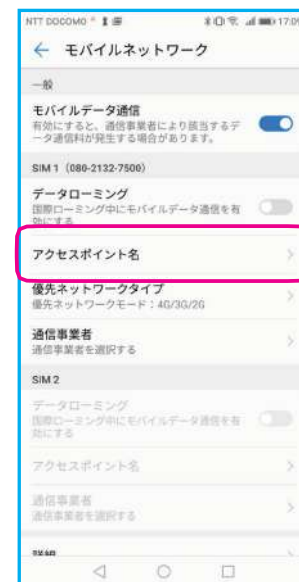 NTT DOCOMO
17:09
モバイルネットワーク
一般
モバイルデータ通信
有効にすると、通信事業者により該当するデ
ータ通信料が発生する場合があります。
SIM 1（080-2132-7500）
データローミング
国際ローミング中にモバイルデータ通信を有
効にする
アクセスポイント名
優先ネットワークタイプ
優先ネットワークモード：4G/3G/2G
通信事業者
通信事業者を選択する
SIM 2
データローミング
国際ローミング中にモバイルデータ通信を有
効にする
アクセスポイント名
通信事業者
通信事業者を選択する
詳細